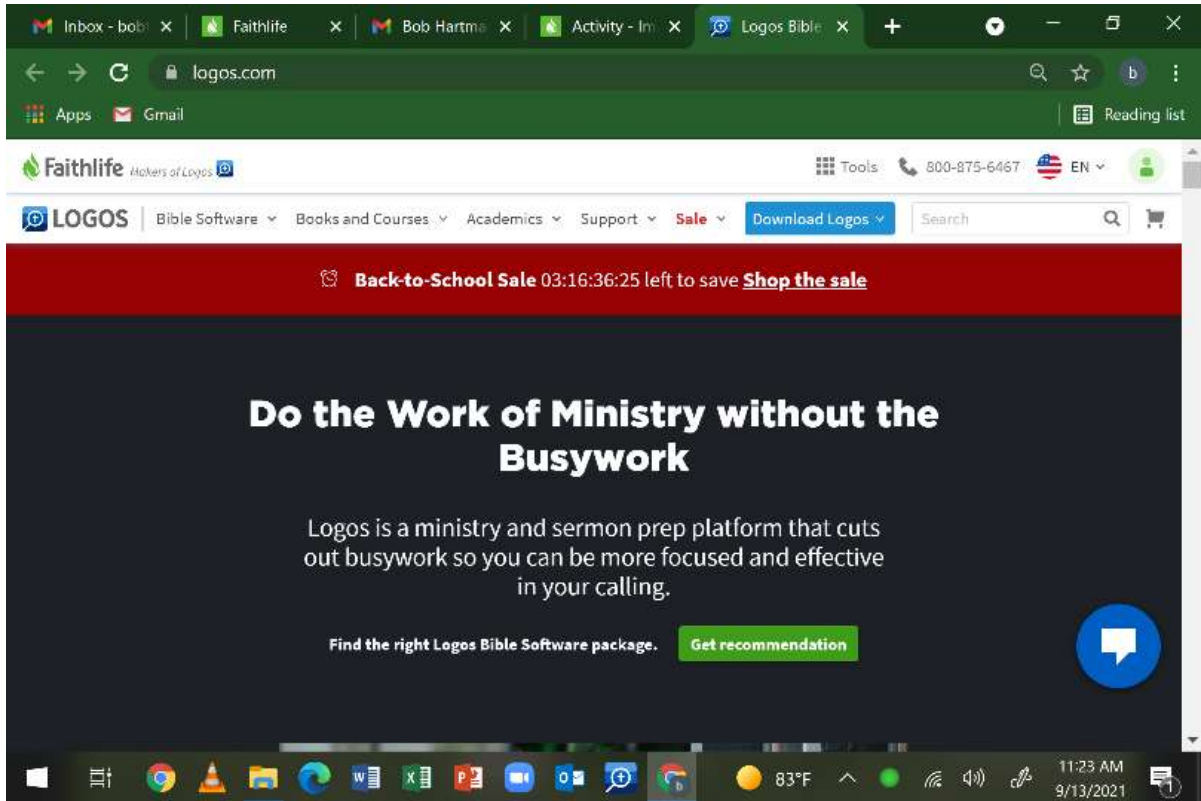 Inbox - bob
Faithlife
Bob Hartma
Activity - Im
Logos Bible
logos.com
b
Apps
Gmail
Reading list
Faithlife Makers of Logos
Tools
800-875-6467
EN
LOGOS
Bible Software
Books and Courses
Academics
Support
Sale
Download Logos
Search
Back-to-School Sale 03:16:36:25 left to save Shop the sale
Do the Work of Ministry without the
Busywork
Logos is a ministry and sermon prep platform that cuts
out busywork so you can be more focused and effective
in your calling.
Find the right Logos Bible Software package.
Get recommendation
83°F
11:23 AM
9/13/2021
1